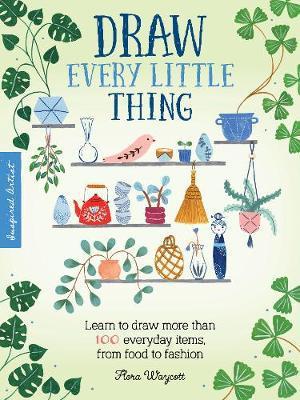 DRAW
EVERY LITTLE
THING
Inspired Artist
Learn to draw more than
100 everyday items,
from food to fashion
Flora Waycott